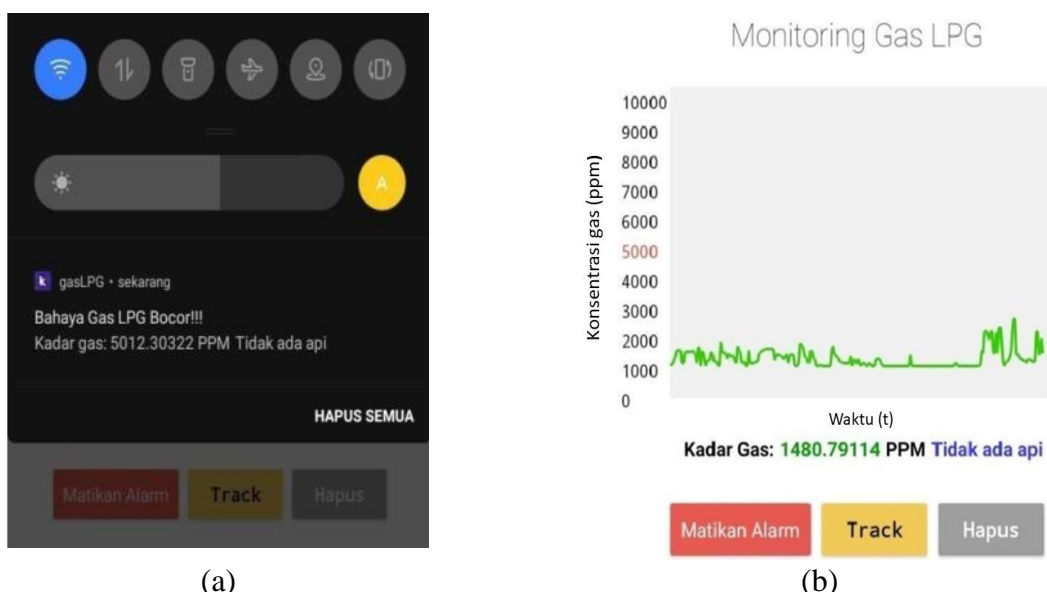 A
gasLPG • sekarang
Bahaya Gas LPG Bocor!!!
Kadar gas: 5012.30322 PPM Tidak ada api
HAPUS SEMUA
Matikan Alarm Track Hapus
(a)
Monitoring Gas LPG
Konsentrasi gas (ppm)
10000
9000
8000
7000
6000
5000
4000
3000
2000
1000
0
Waktu (t)
Kadar Gas: 1480.79114 PPM Tidak ada api
Matikan Alarm Track Hapus
(b)